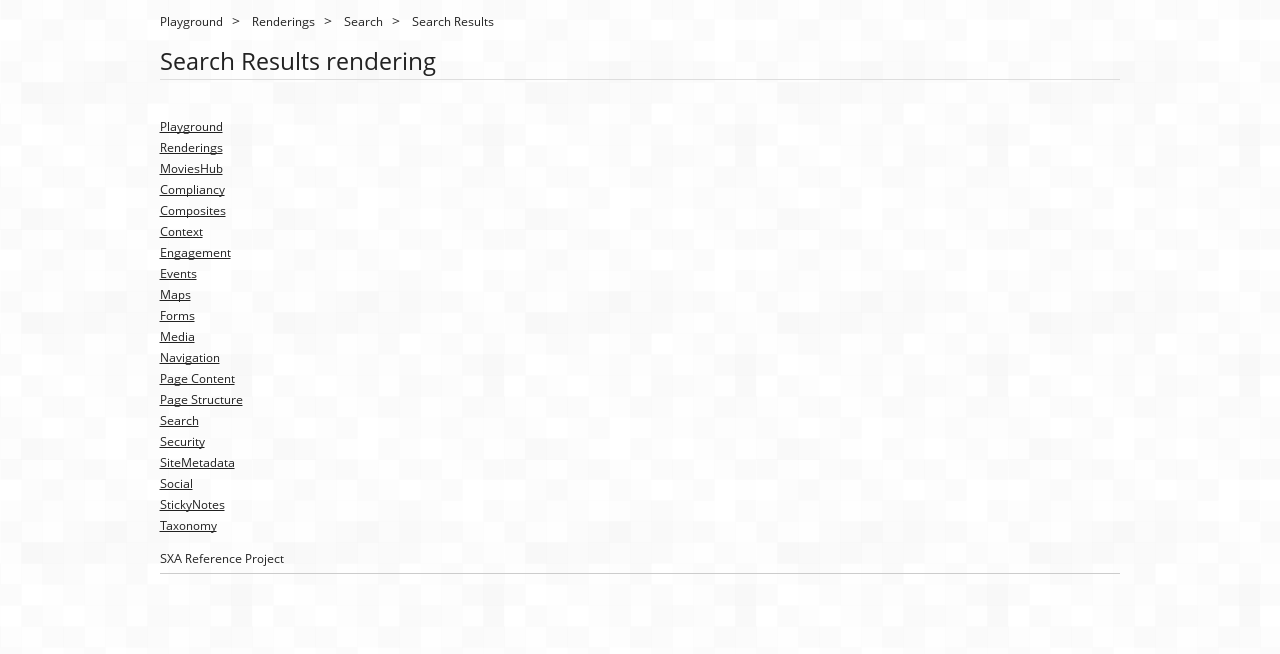 Playground > Renderings > Search > Search Results
Search Results rendering
Playground
Renderings
MoviesHub
Compliancy
Composites
Context
Engagement
Events
Maps
Forms
Media
Navigation
Page Content
Page Structure
Search
Security
SiteMetadata
Social
StickyNotes
Taxonomy
SXA Reference Project